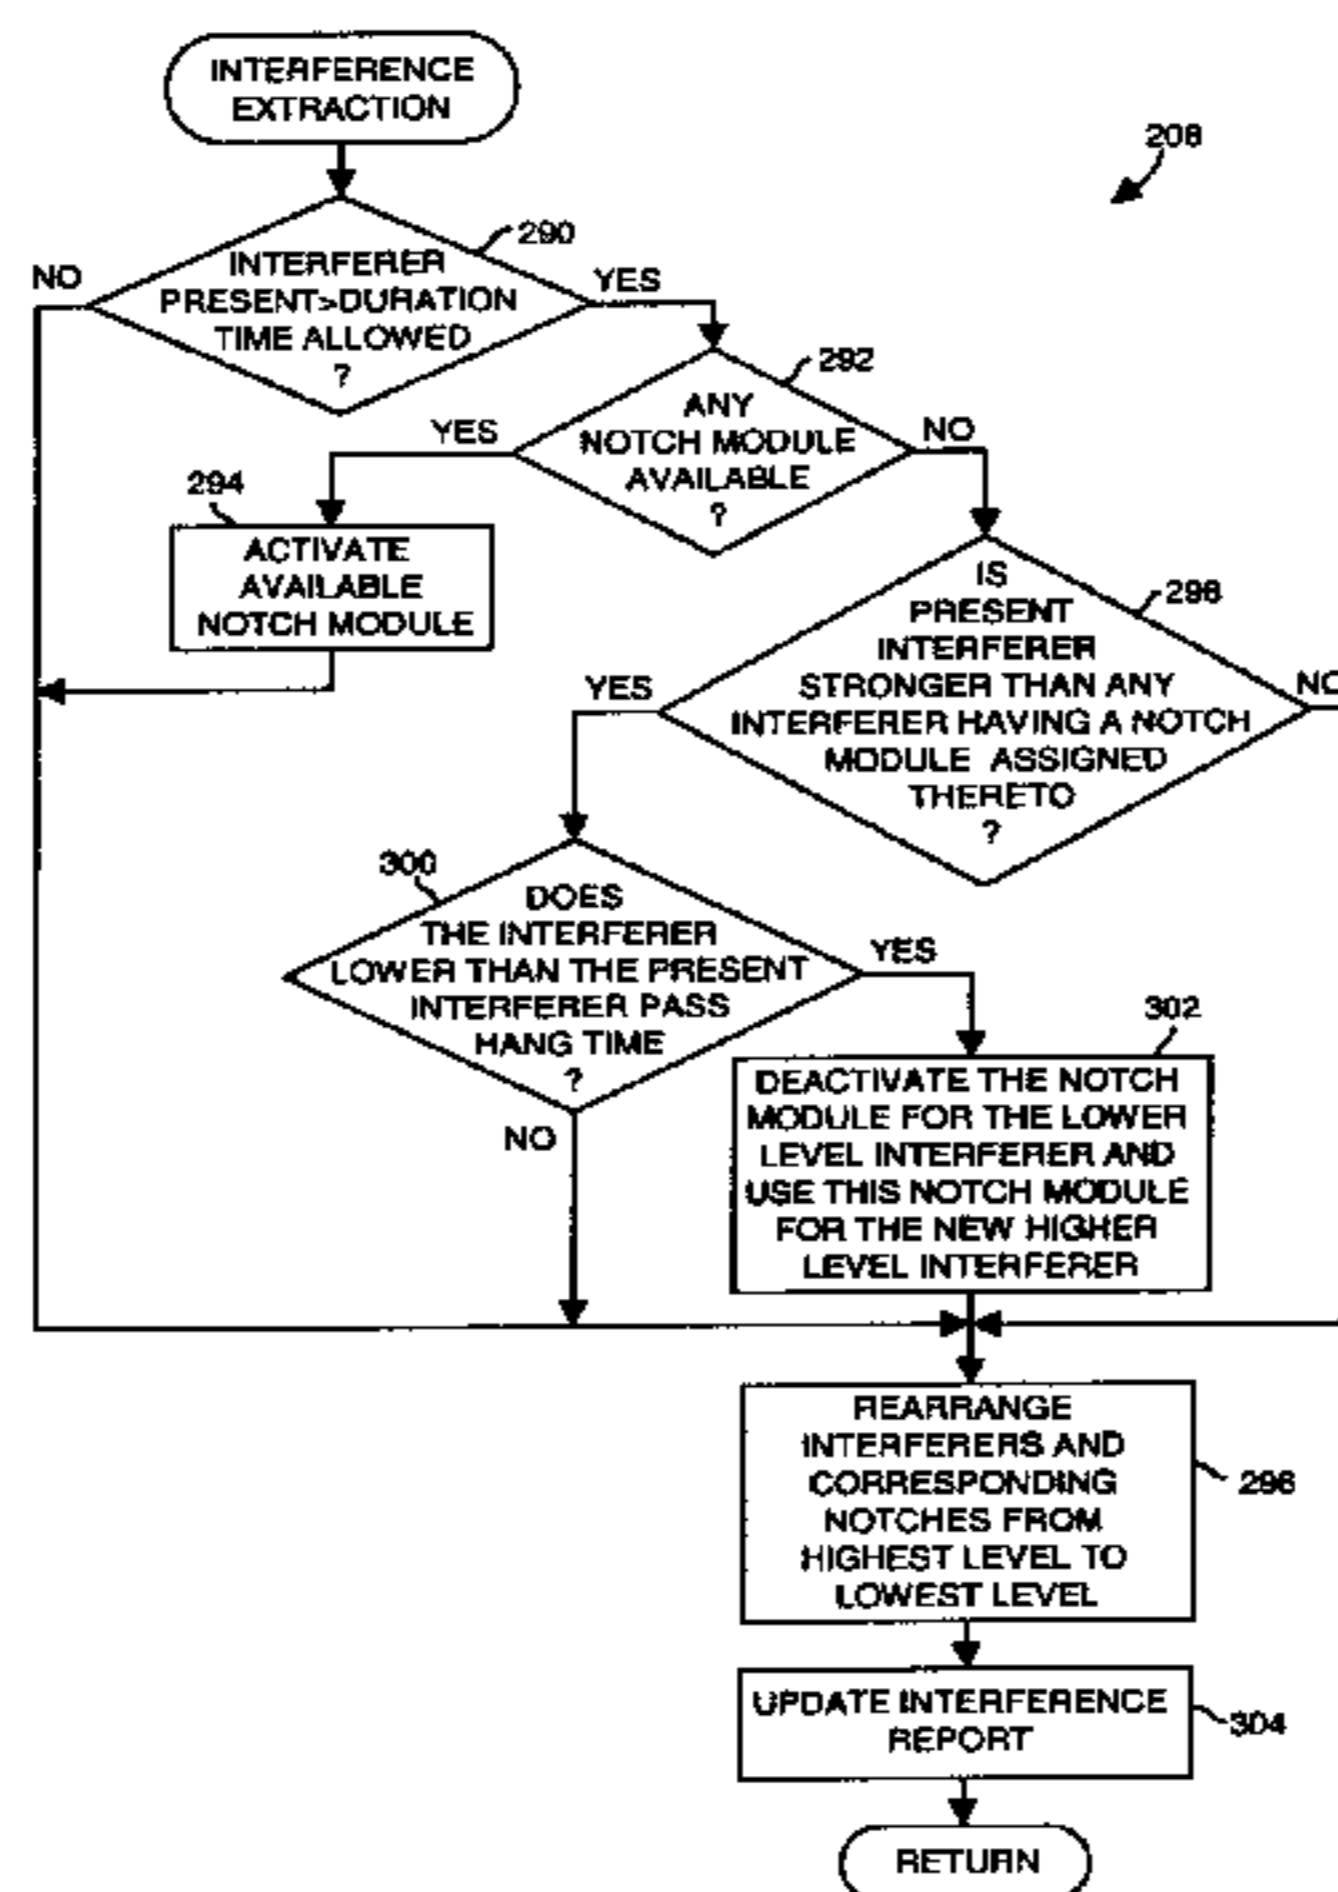 INTERFERENCE
EXTRACTION
208
290
NO
INTERFERER
PRESENT>DURATION
TIME ALLOWED
?
YES
292
ANY
NOTCH MODULE
AVAILABLE
?
YES
NO
294
ACTIVATE
AVAILABLE
NOTCH MODULE
298
IS
PRESENT
INTERFERER
STRONGER THAN ANY
INTERFERER HAVING A NOTCH
MODULE ASSIGNED
THERETO
?
YES
NO
300
DOES
THE INTERFERER
LOWER THAN THE PRESENT
INTERFERER PASS
HANG TIME
?
YES
NO
302
DEACTIVATE THE NOTCH
MODULE FOR THE LOWER
LEVEL INTERFERER AND
USE THIS NOTCH MODULE
FOR THE NEW HIGHER
LEVEL INTERFERER
REARRANGE
INTERFERERS AND
CORRESPONDING
NOTCHES FROM
HIGHEST LEVEL TO
LOWEST LEVEL
296
UPDATE INTERFERENCE
REPORT
304
RETURN